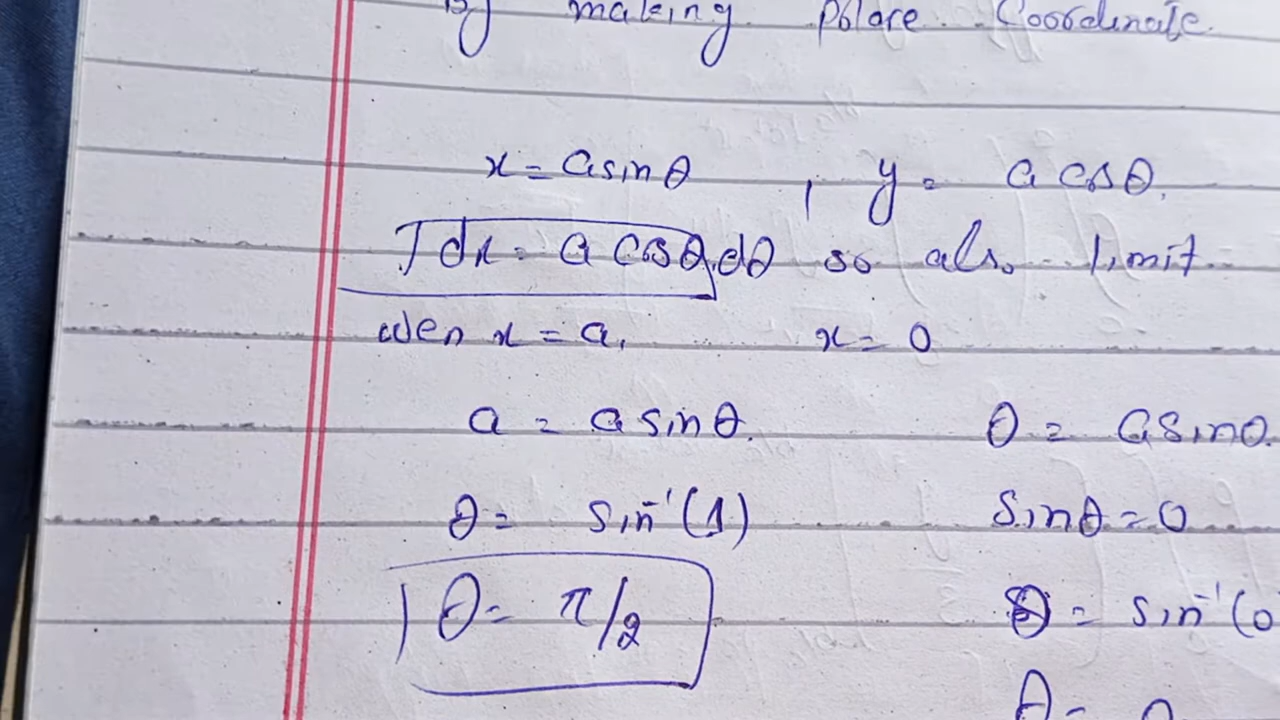 By making Polare Coordinate.
x = a sin θ , y = a cos θ.
dx = a cos θ dθ so also limit
wen x = a, x = 0
a = a sin θ. 0 = a sin θ.
θ = sin⁻¹(1) sin θ = 0
θ = π/2 θ = sin⁻¹(0
θ = 0